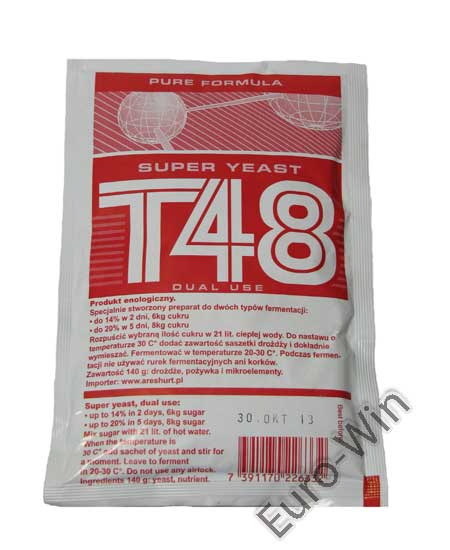 PURE FORMULA
SUPER YEAST
T48
DUAL USE
Produkt enologiczny.
Specjalnie stworzony preparat do dwóch typów fermentacji:
• do 14% w 2 dni, 6kg cukru
• do 20% w 5 dni, 8kg cukru
Rozpuścić wybraną ilość cukru w 21 lit. ciepłej wody. Do nastawu o
temperaturze 30 C° dodać zawartość saszetki drożdży i dokładnie
wymieszać. Fermentować w temperaturze 20-30 C°. Podczas fermen-
tacji nie używać rurek fermentacyjnych ani korków.
Zawartość 140 g: drożdże, pożywka i mikroelementy.
Importer: www.areshurt.pl
Super yeast, dual use:
• up to 14% in 2 days, 6kg sugar
• up to 20% in 5 days, 8kg sugar
Mix sugar with 21 lit. of hot water.
When the temperature is
30 C° add sachet of yeast and stir for
a moment. Leave to ferment
in 20-30 C°. Do not use any airlock.
Ingredients 140 g: yeast, nutrient.
30. OKT 13
Best before
7 391170 226332
Euro-Win